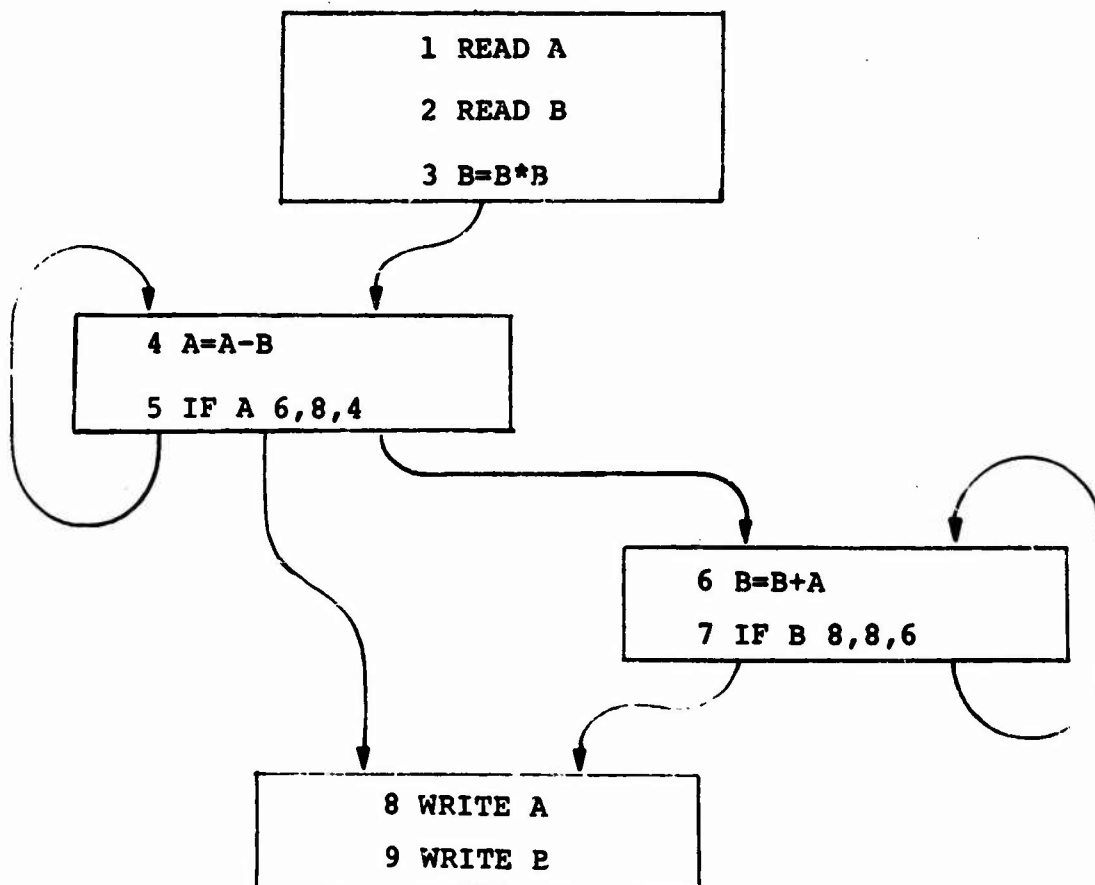 1 READ A
2 READ B
3 B=B*B
4 A=A-B
5 IF A 6,8,4
6 B=B+A
7 IF B 8,8,6
8 WRITE A
9 WRITE B